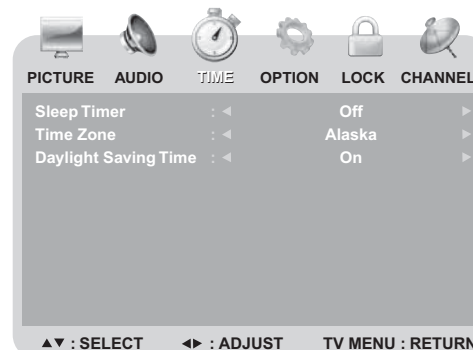 PICTURE AUDIO TIME OPTION LOCK CHANNEL
Sleep Timer : ◀ Off ▶
Time Zone : ◀ Alaska ▶
Daylight Saving Time : ◀ On ▶
▲▼ : SELECT ◀▶ : ADJUST TV MENU : RETURN